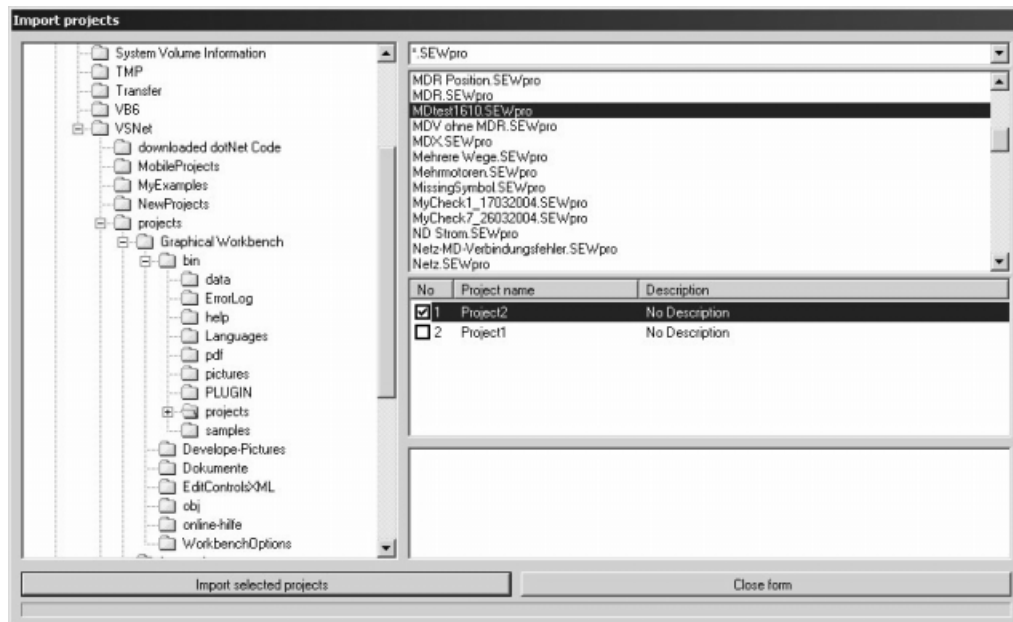 Import projects
System Volume Information
TMP
Transfer
VB6
VSNet
downloaded dotNet Code
MobileProjects
MyExamples
NewProjects
projects
Graphical Workbench
bin
data
ErrorLog
help
Languages
pdf
pictures
PLUGIN
projects
samples
Develope-Pictures
Dokumente
EditControlsXML
obj
online-hilfe
WorkbenchOptions
*.SEWpro
MDR Position.SEWpro
MDR.SEWpro
MDtest1610.SEWpro
MDV ohne MDR.SEWpro
MDX.SEWpro
Mehrere Wege.SEWpro
Mehrmotoren.SEWpro
MissingSymbol.SEWpro
MyCheck1_17032004.SEWpro
MyCheck7_26032004.SEWpro
ND Strom.SEWpro
Netz-MD-Verbindungsfehler.SEWpro
Netz.SEWpro
No Project name Description
1 Project2 No Description
2 Project1 No Description
Import selected projects Close form